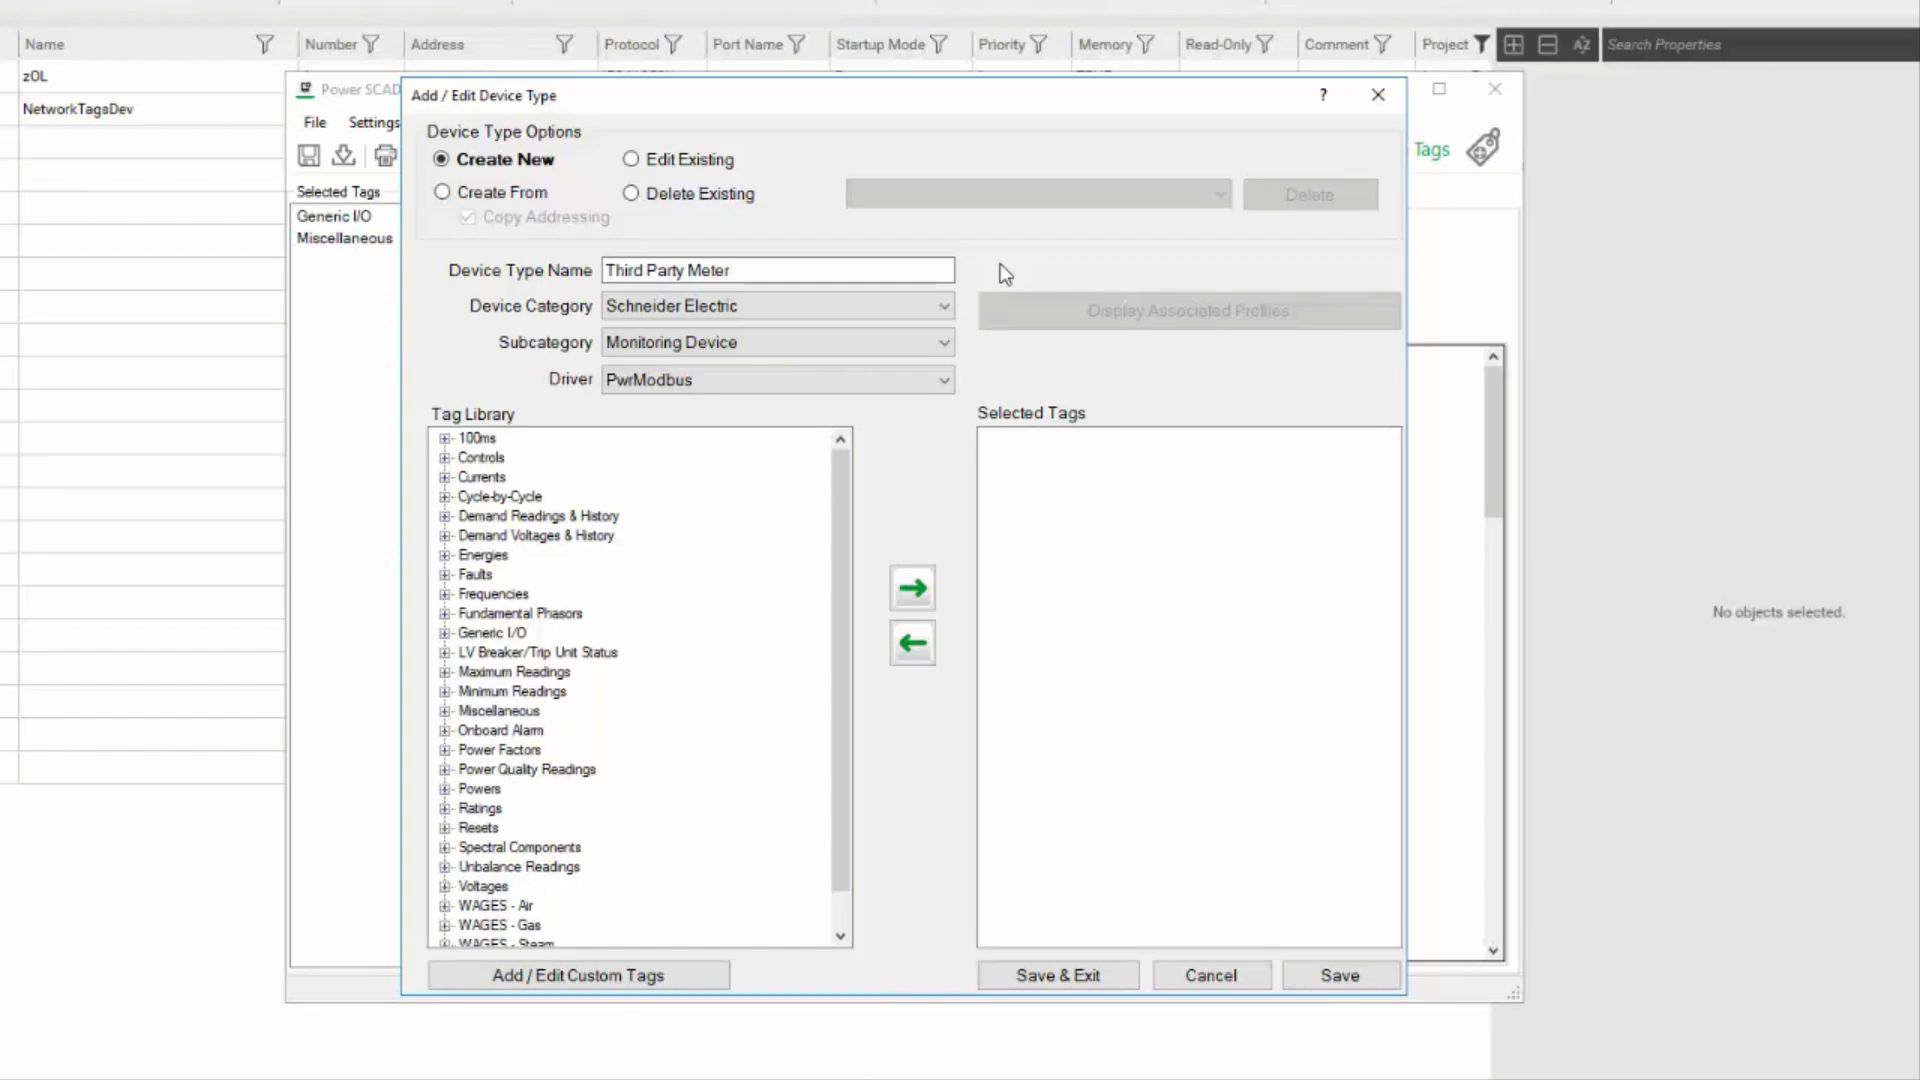 Name Number Address Protocol Port Name Startup Mode Priority Memory Read-Only Comment Project Search Properties
zOL
NetworkTagsDev
Power SCAD
Add / Edit Device Type
?
File Settings
Device Type Options
Create New Edit Existing
Create From Delete Existing Delete
Copy Addressing
Tags
Selected Tags
Generic I/O
Miscellaneous
Device Type Name Third Party Meter
Device Category Schneider Electric
Display Associated Profiles
Subcategory Monitoring Device
Driver PwrModbus
Tag Library
100ms
Controls
Currents
Cycle-by-Cycle
Demand Readings & History
Demand Voltages & History
Energies
Faults
Frequencies
Fundamental Phasors
Generic I/O
LV Breaker/Trip Unit Status
Maximum Readings
Minimum Readings
Miscellaneous
Onboard Alarm
Power Factors
Power Quality Readings
Powers
Ratings
Resets
Spectral Components
Unbalance Readings
Voltages
WAGES - Air
WAGES - Gas
WAGES - Steam
Selected Tags
No objects selected.
Add / Edit Custom Tags
Save & Exit Cancel Save